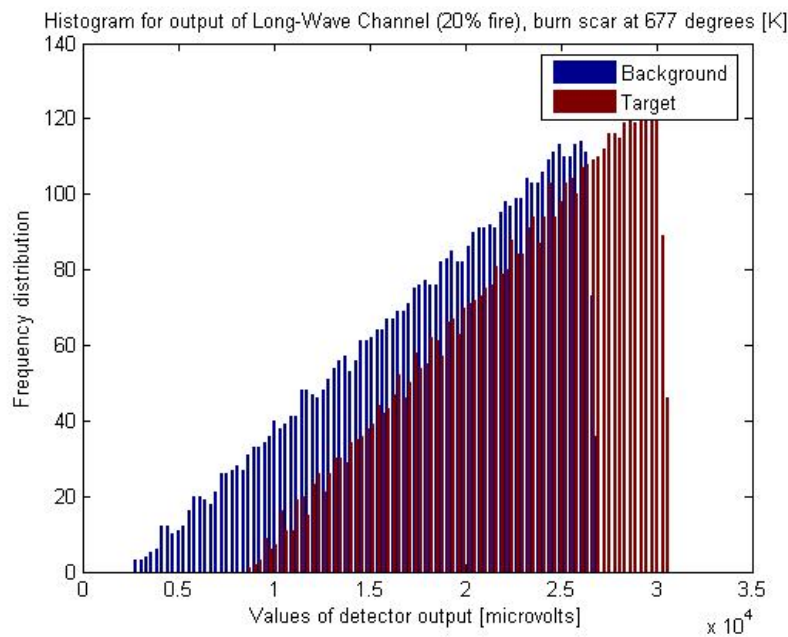 Histogram for output of Long-Wave Channel (20% fire), burn scar at 677 degrees [K]
140
120
100
80
60
40
20
0
Frequency distribution
Background
Target
0
0.5
1
1.5
2
2.5
3
3.5
x 10^4
Values of detector output [microvolts]